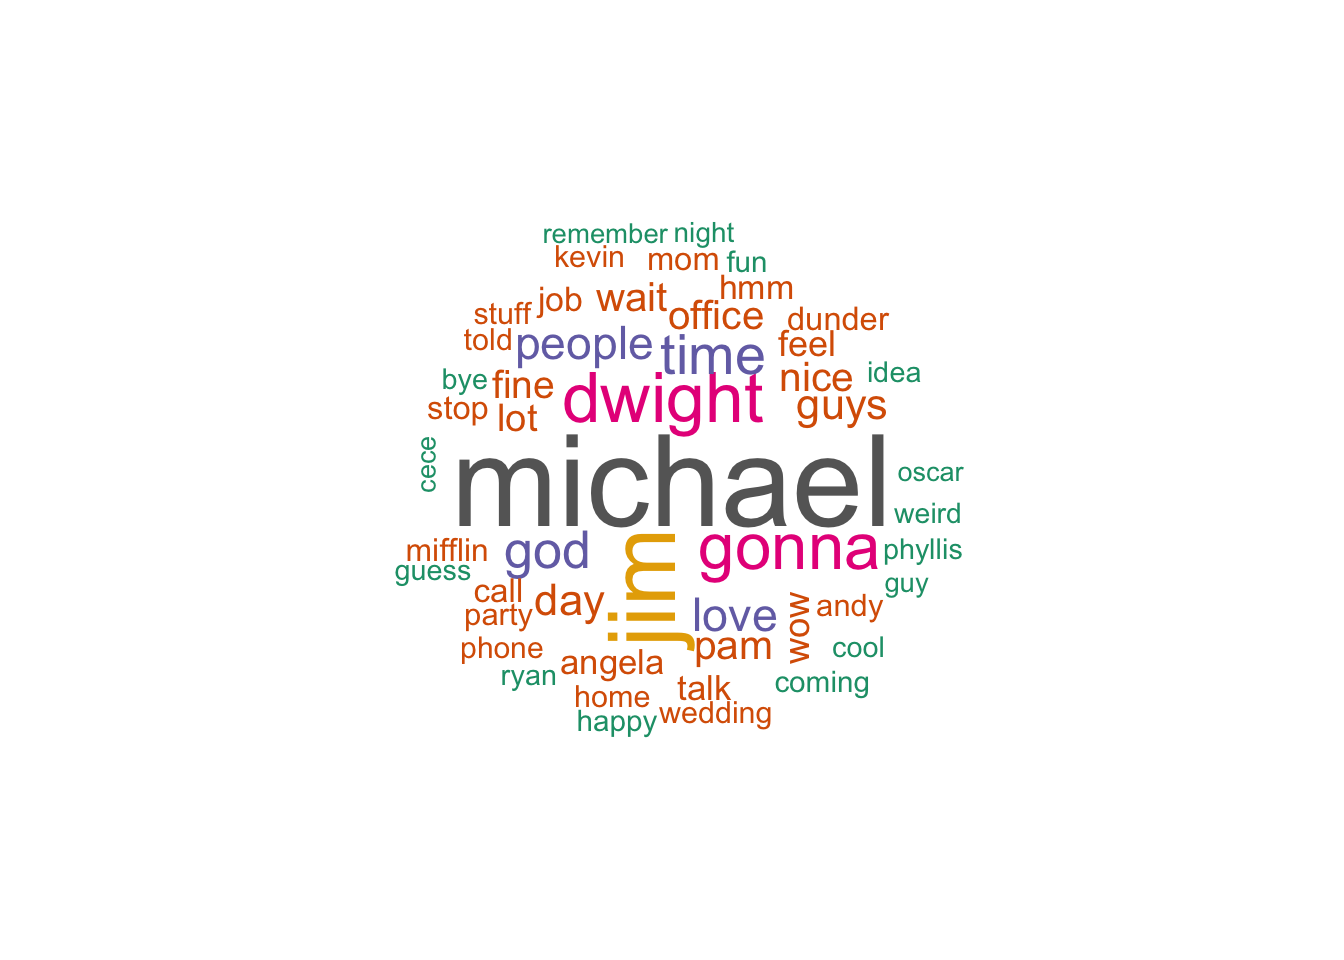 remember night
kevin mom fun
hmm
stuff job wait office dunder
told people time feel
bye fine dwight nice idea
stop lot guys
cece michael oscar
weird
mifflin god jim gonna phyllis
guess guy
call day love wow andy
party
phone angela pam cool
ryan talk coming
home
happy wedding